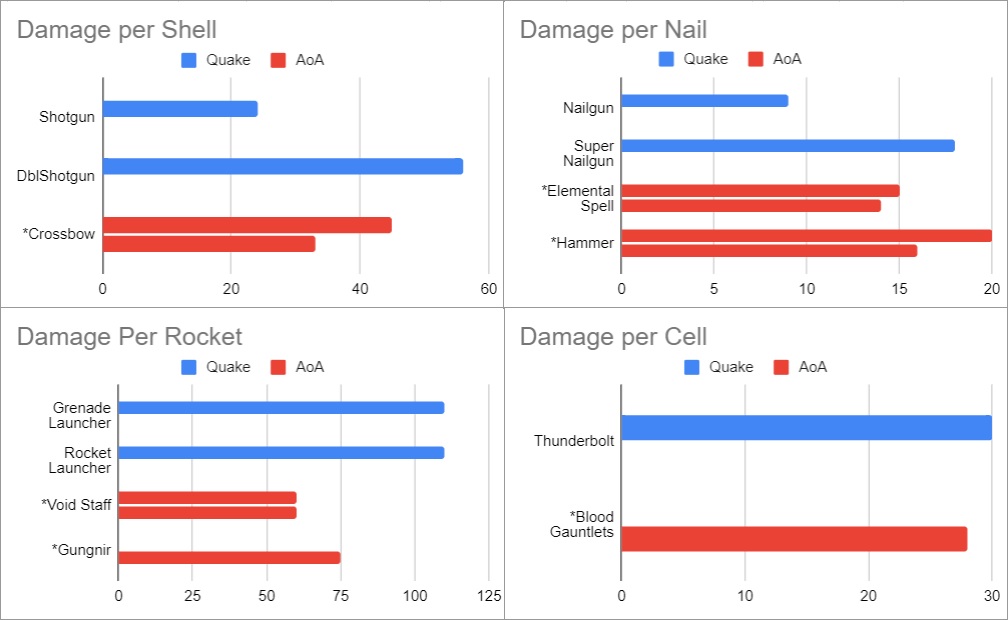 Damage per Shell
Quake AoA
Shotgun
DblShotgun
*Crossbow
0 20 40 60
Damage per Nail
Quake AoA
Nailgun
Super
Nailgun
*Elemental
Spell
*Hammer
0 5 10 15 20
Damage Per Rocket
Quake AoA
Grenade
Launcher
Rocket
Launcher
*Void Staff
*Gungnir
0 25 50 75 100 125
Damage per Cell
Quake AoA
Thunderbolt
*Blood
Gauntlets
0 10 20 30